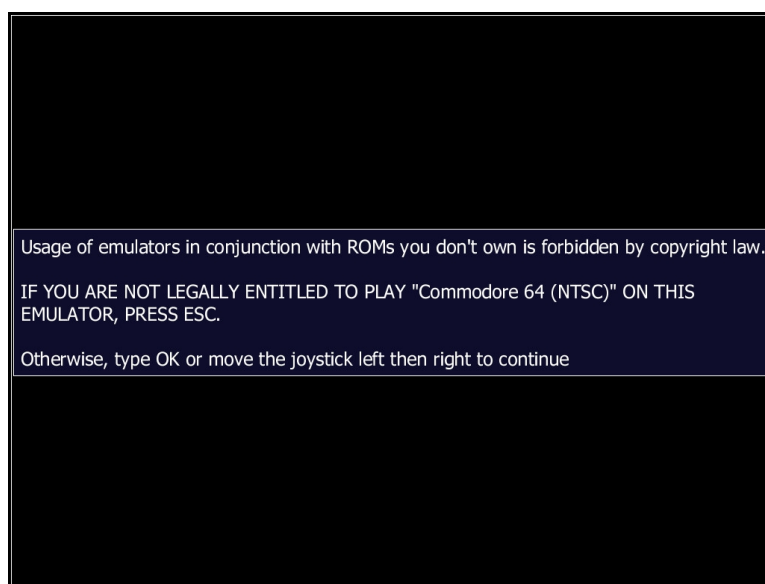 Usage of emulators in conjunction with ROMs you don't own is forbidden by copyright law.
IF YOU ARE NOT LEGALLY ENTITLED TO PLAY "Commodore 64 (NTSC)" ON THIS
EMULATOR, PRESS ESC.
Otherwise, type OK or move the joystick left then right to continue